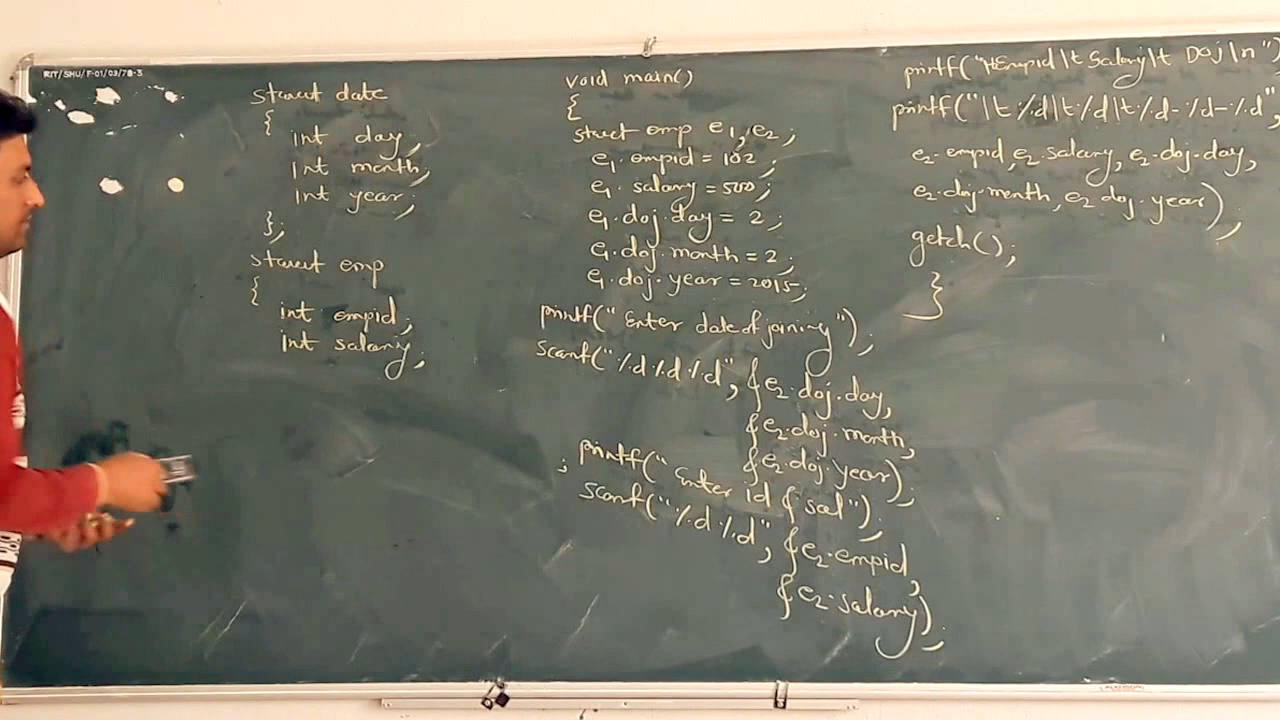 RIT/SHU/F-01/03/78-3
struct date
{
int day;
int month;
int year;
};
struct emp
{
int empid;
int salary;
void main()
{
struct emp e1, e2;
e1.empid = 102;
e1.salary = 500;
e1.doj.day = 2;
e1.doj.month = 2;
e1.doj.year = 2015;
printf("Enter date of joining");
scanf("%d%d%d", &e2.doj.day,
&e2.doj.month,
&e2.doj.year);
; printf("Enter id & sal");
scanf("%d%d", &e2.empid,
&e2.salary);
printf("\tEmpid\t Salary\t Doj\n")
printf("\t%d\t%d\t%d-%d-%d",
e2.empid, e2.salary, e2.doj.day,
e2.doj.month, e2 doj.year);
getch();
}